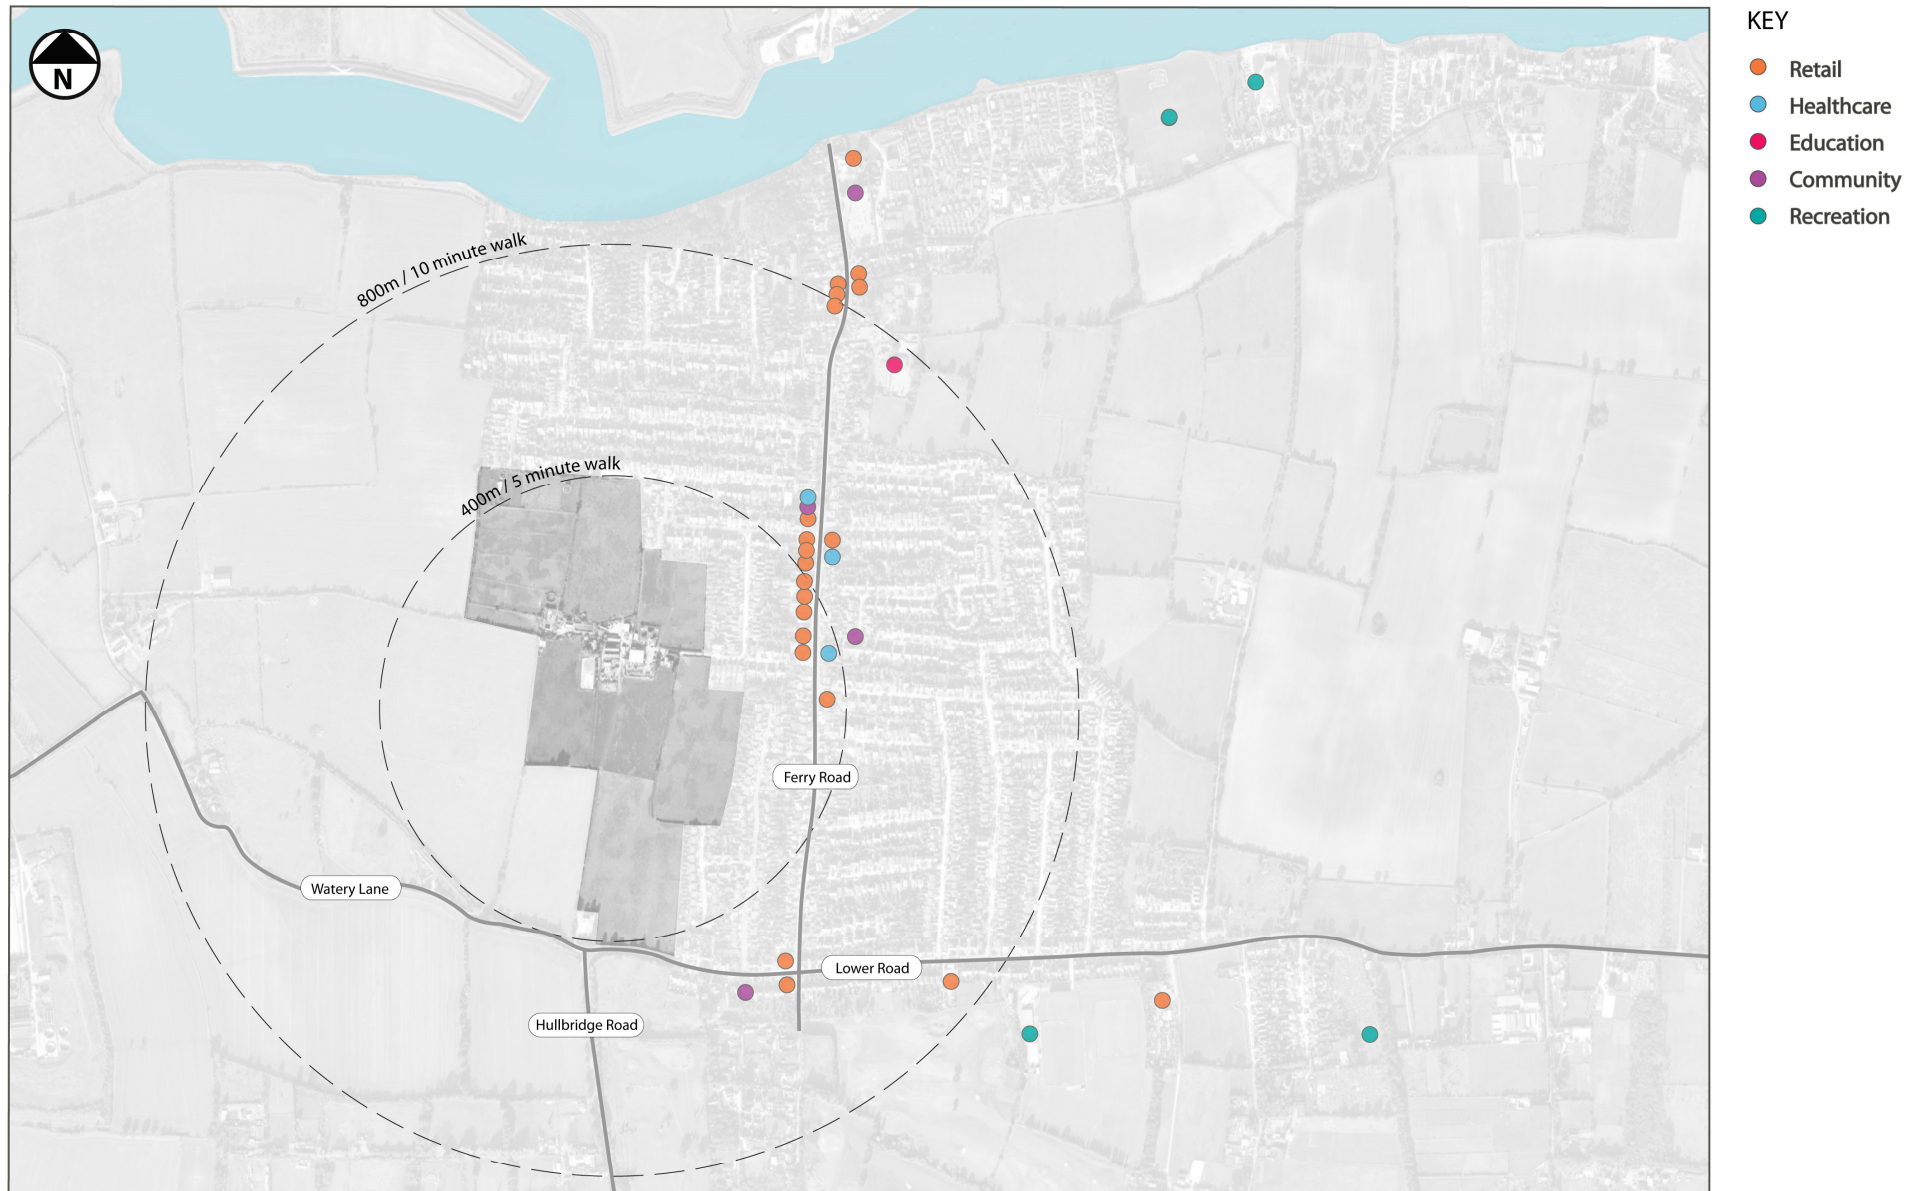 N
KEY
Retail
Healthcare
Education
Community
Recreation
800m / 10 minute walk
400m / 5 minute walk
Ferry Road
Watery Lane
Lower Road
Hullbridge Road